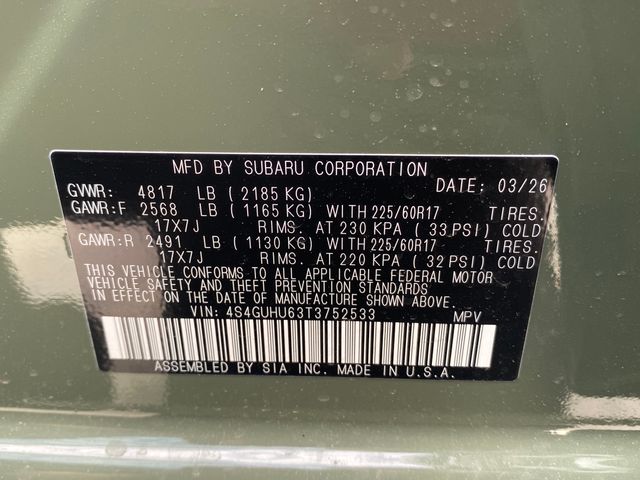 MFD BY SUBARU CORPORATION
DATE: 03/26
GVWR: 4817 LB (2185 KG)
GAWR:F 2568 LB (1165 KG) WITH 225/60R17 TIRES.
17X7J RIMS. AT 230 KPA (33 PSI) COLD
GAWR:R 2491 LB (1130 KG) WITH 225/60R17 TIRES.
17X7J RIMS. AT 220 KPA (32 PSI) COLD
THIS VEHICLE CONFORMS TO ALL APPLICABLE FEDERAL MOTOR
VEHICLE SAFETY AND THEFT PREVENTION STANDARDS
IN EFFECT ON THE DATE OF MANUFACTURE SHOWN ABOVE.
VIN: 4S4GUHU63T3752533 MPV
ASSEMBLED BY SIA INC. MADE IN U.S.A.